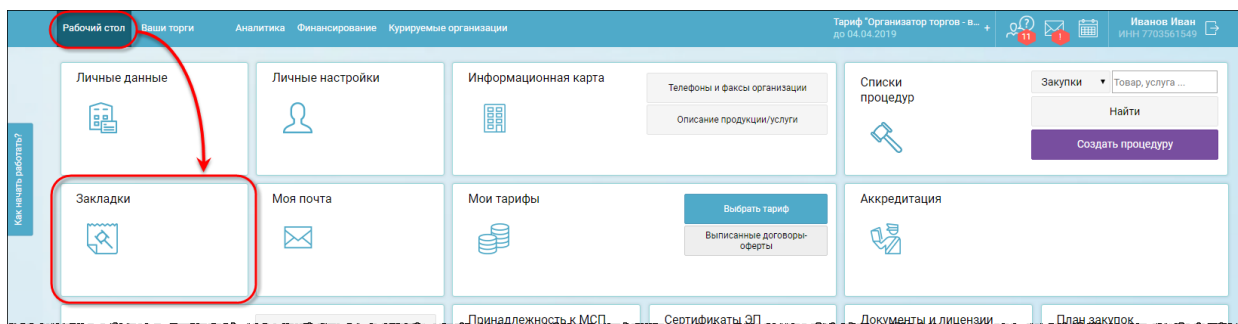 Рабочий стол Ваши торги Аналитика Финансирование Курируемые организации
Тариф "Организатор торгов - в... +
до 04.04.2019
?
11
!
Иванов Иван
ИНН 7703561549
Как начать работать?
Личные данные
Личные настройки
Информационная карта
Телефоны и факсы организации
Описание продукции/услуги
Списки
процедур
Закупки
Товар, услуга ...
Найти
Создать процедуру
Закладки
Моя почта
Мои тарифы
Выбрать тариф
Выписанные договоры-
оферты
Аккредитация
Принадлежность к МСП
Сертификаты ЭП
Документы и лицензии
План закупок